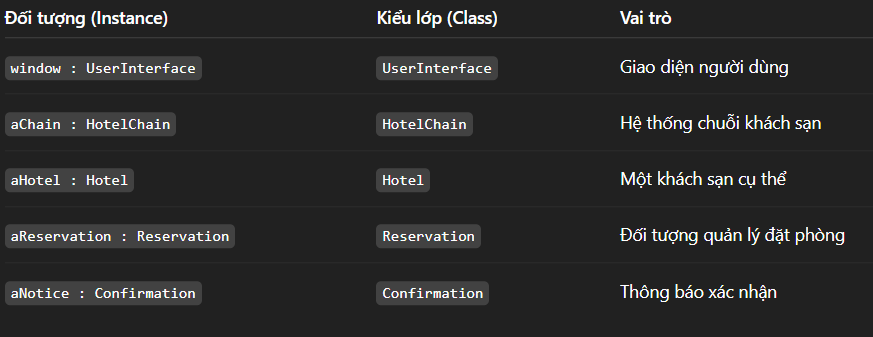 Đối tượng (Instance) Kiểu lớp (Class) Vai trò
window : UserInterface UserInterface Giao diện người dùng
aChain : HotelChain HotelChain Hệ thống chuỗi khách sạn
aHotel : Hotel Hotel Một khách sạn cụ thể
aReservation : Reservation Reservation Đối tượng quản lý đặt phòng
aNotice : Confirmation Confirmation Thông báo xác nhận